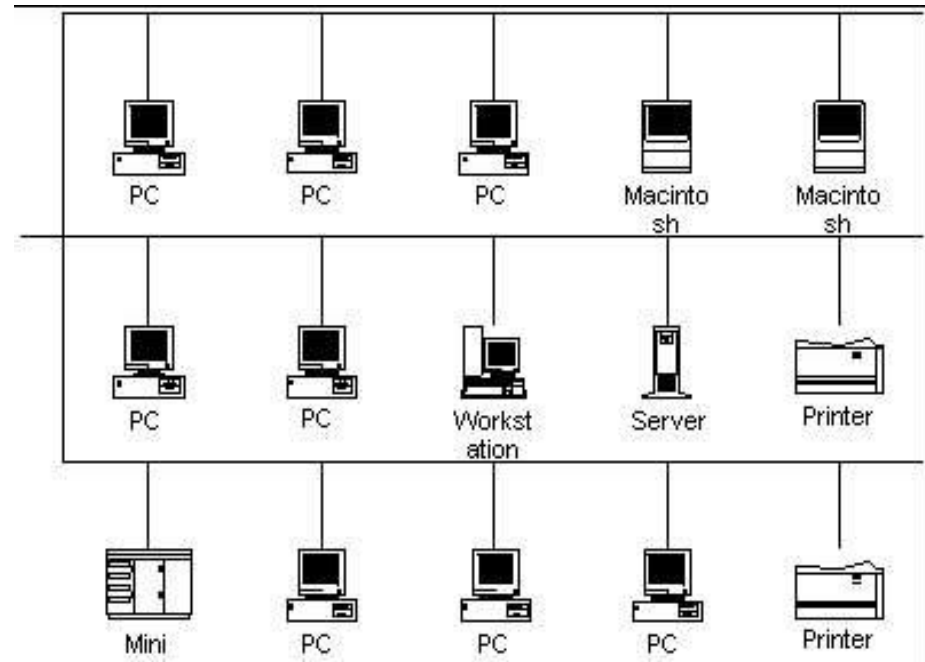 PC PC PC Macinto Macinto
sh sh
PC PC Workst Server Printer
ation
Mini PC PC PC Printer